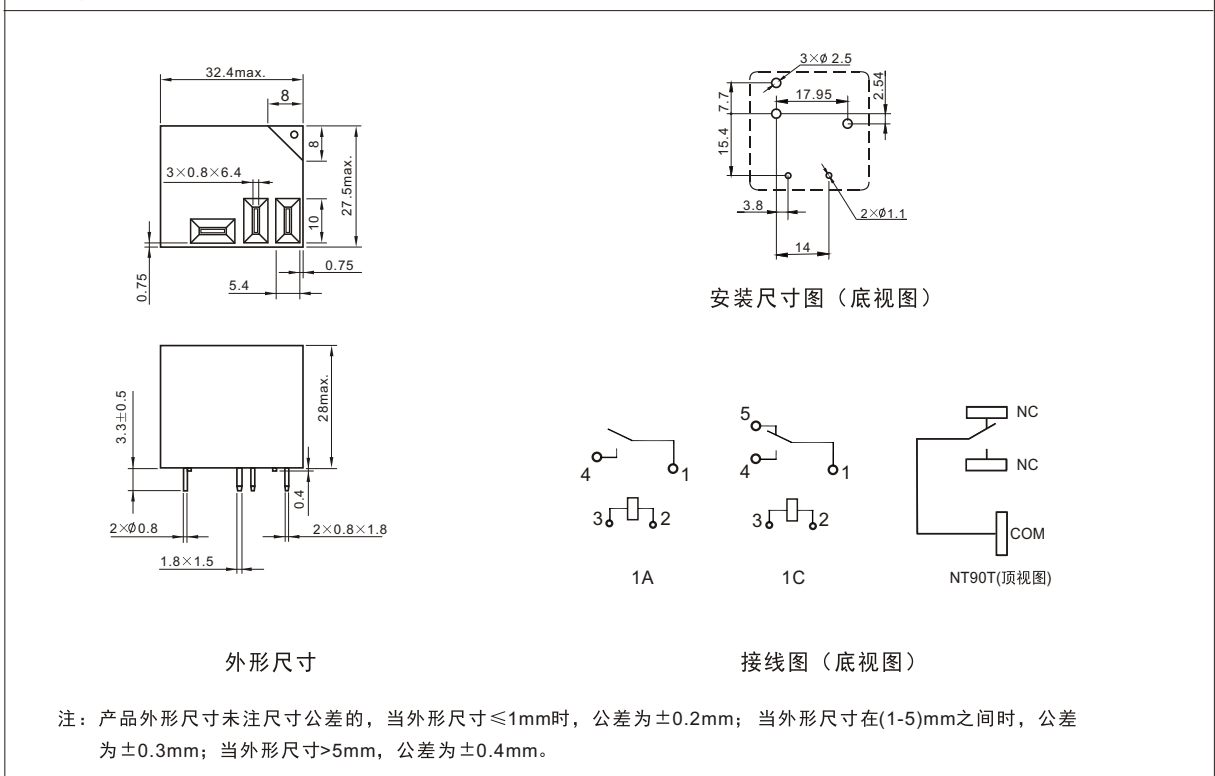 32.4max.
8
8
3×0.8×6.4
27.5max.
10
0.75
0.75
5.4
3×ø 2.5
2.54
17.95
7.7
15.4
3.8
2×ø1.1
14
安装尺寸图（底视图）
3.3±0.5
28max.
0.4
2×ø0.8
2×0.8×1.8
1.8×1.5
外形尺寸
4
1
3
2
1A
5
4
1
3
2
1C
NC
NC
COM
NT90T(顶视图)
接线图（底视图）
注：产品外形尺寸未注尺寸公差的，当外形尺寸≤1mm时，公差为±0.2mm；当外形尺寸在(1-5)mm之间时，公差
为±0.3mm；当外形尺寸>5mm，公差为±0.4mm。